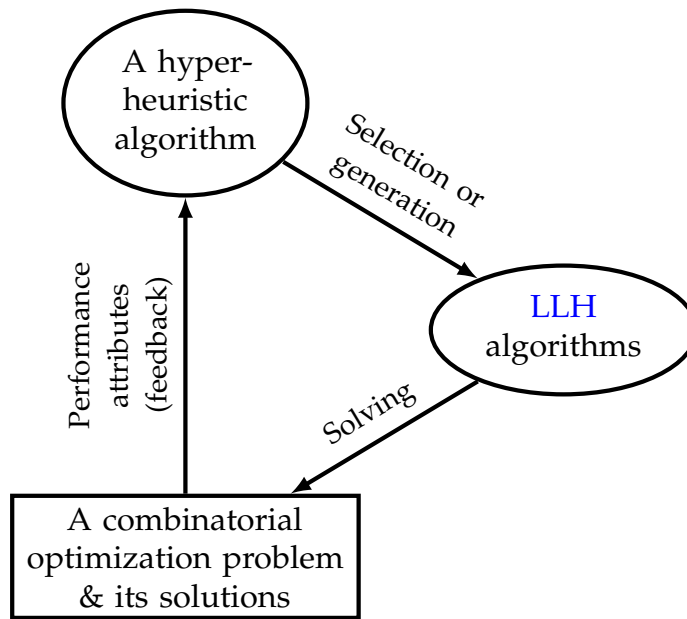 A hyper-
heuristic
algorithm
Selection or
generation
LLH
algorithms
Performance
attributes
(feedback)
Solving
A combinatorial
optimization problem
& its solutions